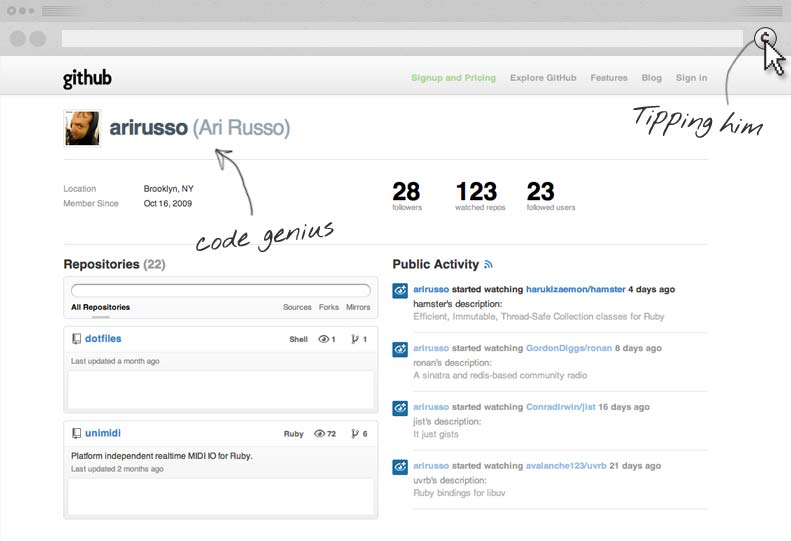 github
Signup and Pricing Explore GitHub Features Blog Sign in
Tipping him
arirusso (Ari Russo)
code genius
Location Brooklyn, NY
Member Since Oct 16, 2009
28 followers
123 watched repos
23 followed users
Repositories (22)
All Repositories Sources Forks Mirrors
dotfiles Shell 1 1
Last updated a month ago
unimidi Ruby 72 6
Platform independent realtime MIDI IO for Ruby.
Last updated 2 months ago
Public Activity
arirusso started watching harukizaemon/hamster 4 days ago
hamster's description:
Efficient, Immutable, Thread-Safe Collection classes for Ruby
arirusso started watching GordonDiggs/ronan 8 days ago
ronan's description:
A sinatra and redis-based community radio
arirusso started watching ConradIrwin/jist 16 days ago
jist's description:
It just gists
arirusso started watching avalanche123/uvrb 21 days ago
uvrb's description:
Ruby bindings for libuv